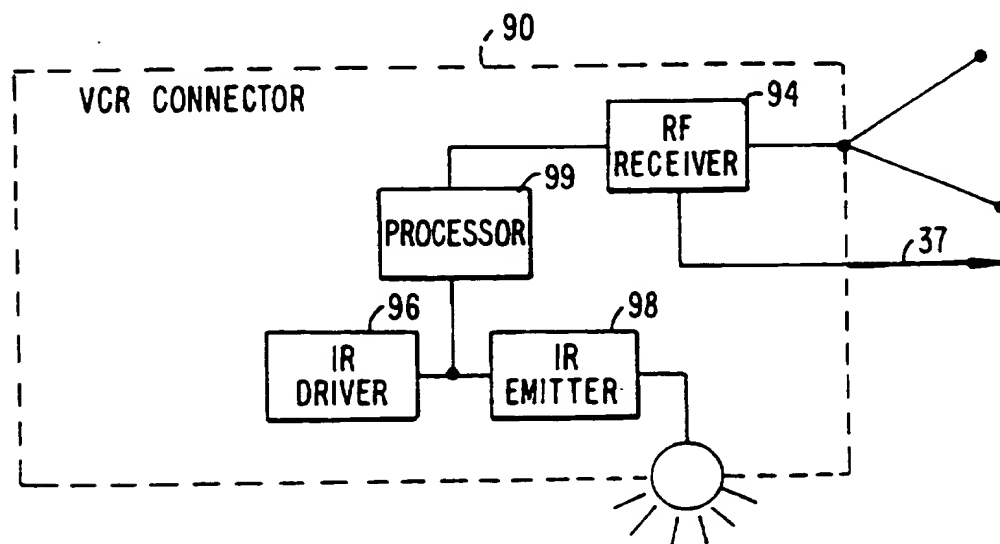 90
VCR CONNECTOR
94
RF
RECEIVER
99
PROCESSOR
37
96
98
IR
DRIVER
IR
EMITTER